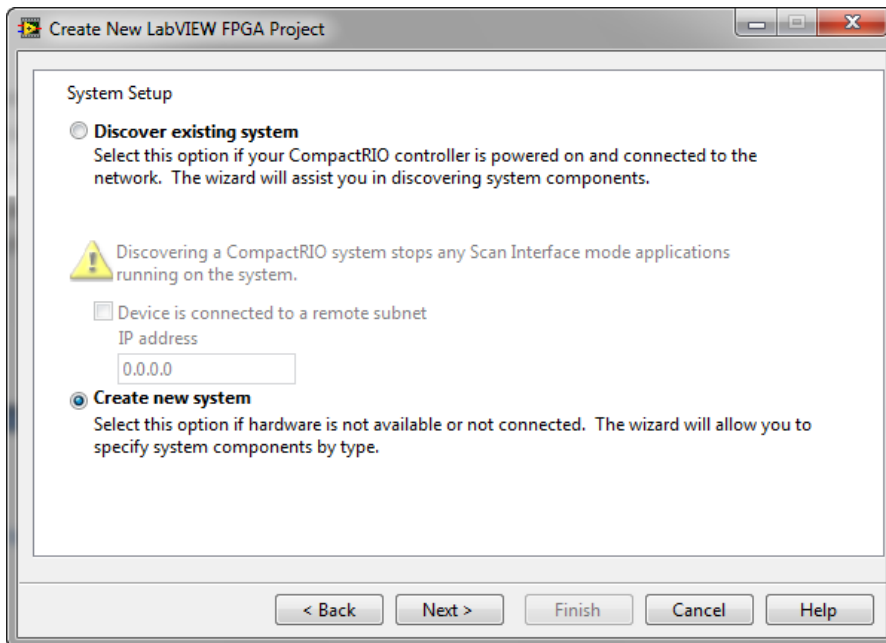 Create New LabVIEW FPGA Project
System Setup
Discover existing system
Select this option if your CompactRIO controller is powered on and connected to the
network. The wizard will assist you in discovering system components.
Discovering a CompactRIO system stops any Scan Interface mode applications
running on the system.
Device is connected to a remote subnet
IP address
0.0.0.0
Create new system
Select this option if hardware is not available or not connected. The wizard will allow you to
specify system components by type.
< Back Next > Finish Cancel Help